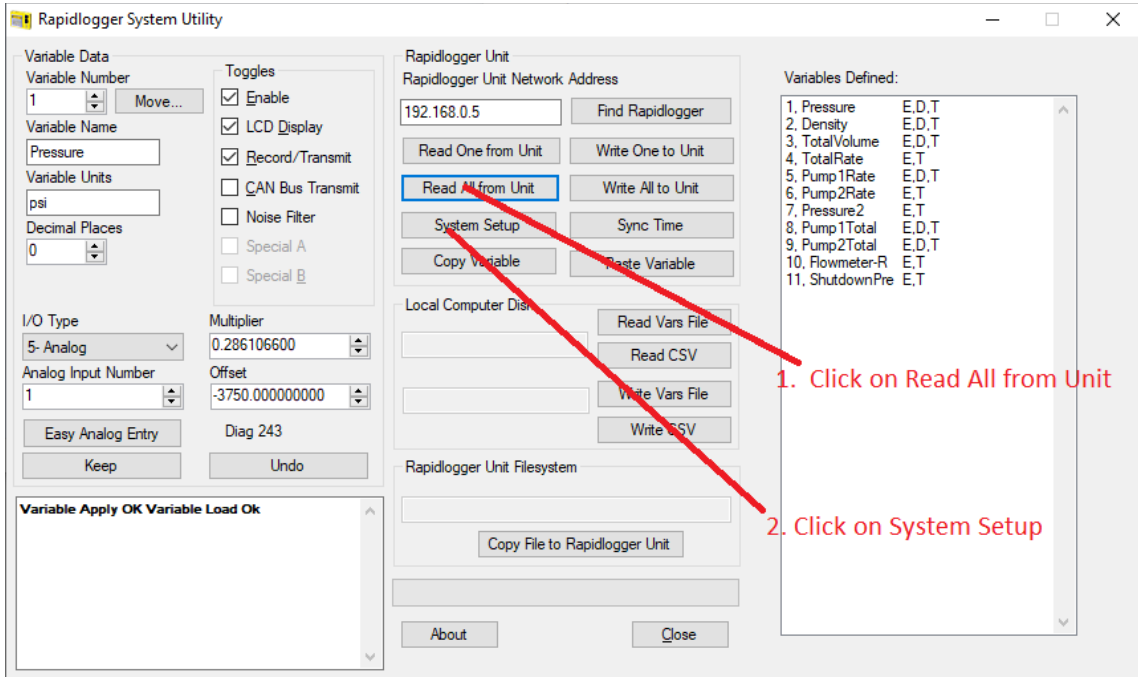 Rapidlogger System Utility
Variable Data
Variable Number
1
Move...
Variable Name
Pressure
Variable Units
psi
Decimal Places
0
Toggles
Enable
LCD Display
Record/Transmit
CAN Bus Transmit
Noise Filter
Special A
Special B
I/O Type
5- Analog
Multiplier
0.286106600
Analog Input Number
1
Offset
-3750.000000000
Easy Analog Entry
Diag 243
Keep
Undo
Variable Apply OK Variable Load Ok
Rapidlogger Unit
Rapidlogger Unit Network Address
192.168.0.5
Find Rapidlogger
Read One from Unit
Write One to Unit
Read All from Unit
Write All to Unit
System Setup
Sync Time
Copy Variable
Paste Variable
Local Computer Disk
Read Vars File
Read CSV
Write Vars File
Write CSV
Rapidlogger Unit Filesystem
Copy File to Rapidlogger Unit
About
Close
Variables Defined:
1, Pressure E,D,T
2, Density E,D,T
3, TotalVolume E,D,T
4, TotalRate E,T
5, Pump1Rate E,D,T
6, Pump2Rate E,T
7, Pressure2 E,T
8, Pump1Total E,D,T
9, Pump2Total E,D,T
10, Flowmeter-R E,T
11, ShutdownPre E,T
1. Click on Read All from Unit
2. Click on System Setup